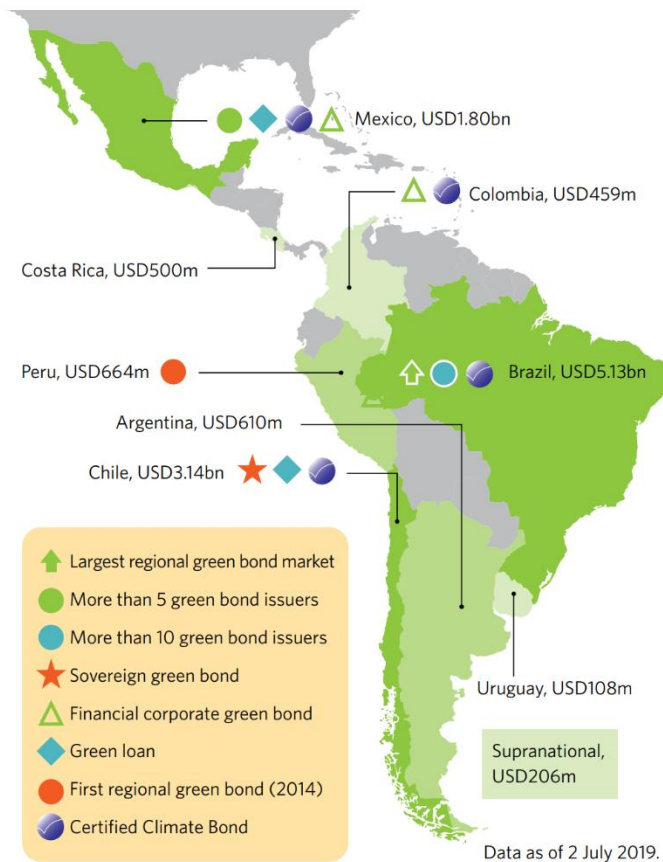 Mexico, USD1.80bn
Colombia, USD459m
Costa Rica, USD500m
Peru, USD664m
Brazil, USD5.13bn
Argentina, USD610m
Chile, USD3.14bn
Largest regional green bond market
More than 5 green bond issuers
More than 10 green bond issuers
Sovereign green bond
Financial corporate green bond
Green loan
First regional green bond (2014)
Certified Climate Bond
Uruguay, USD108m
Supranational,
USD206m
Data as of 2 July 2019.